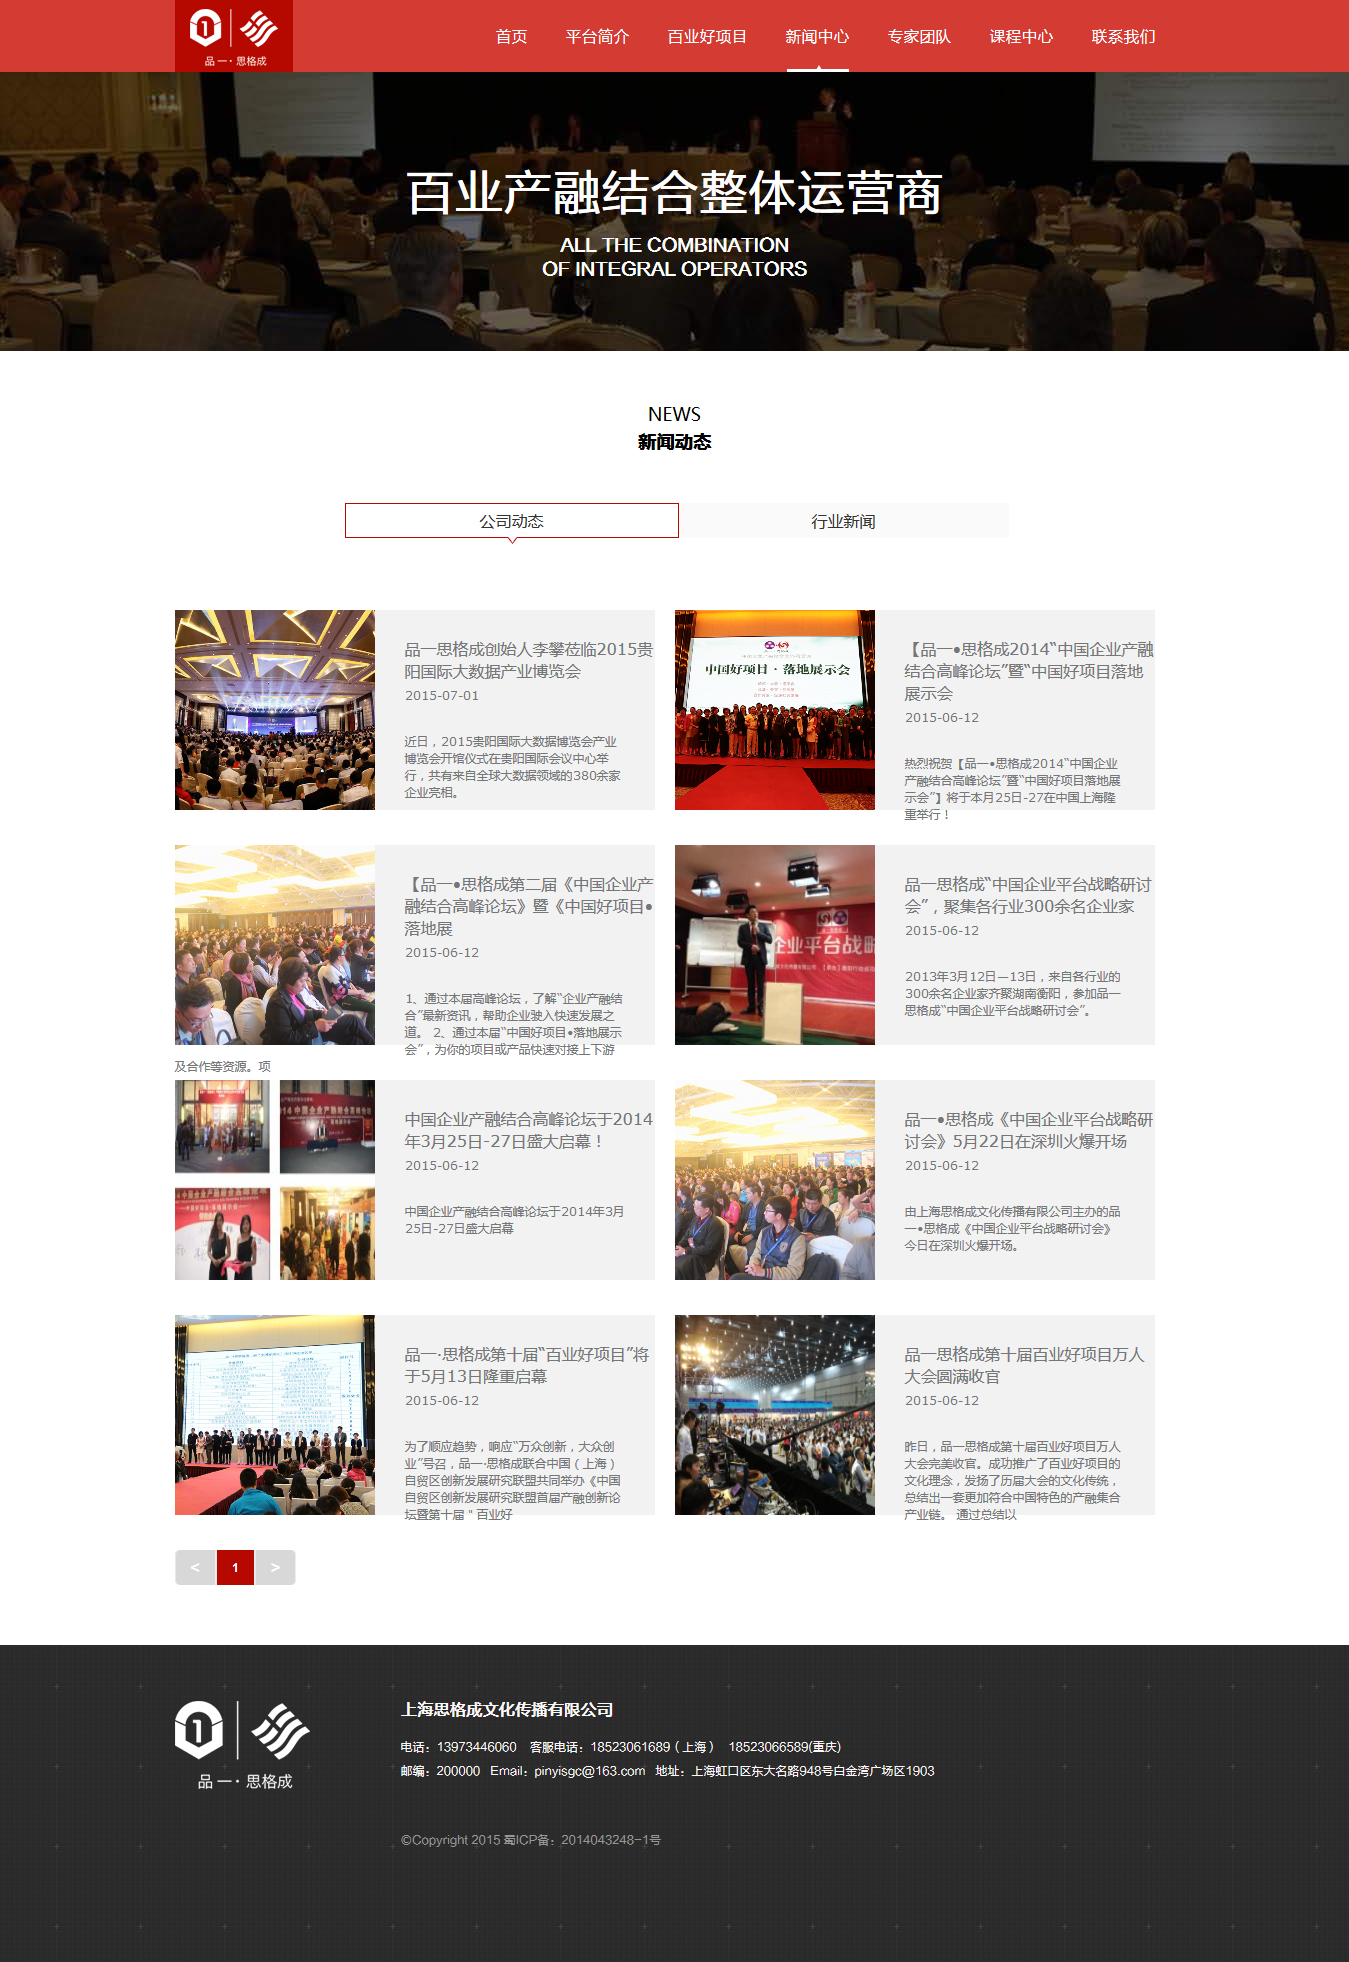 品一·思格成
首页
平台简介
百业好项目
新闻中心
专家团队
课程中心
联系我们
百业产融结合整体运营商
ALL THE COMBINATION
OF INTEGRAL OPERATORS
NEWS
新闻动态
公司动态
行业新闻
品一思格成创始人李攀莅临2015贵
阳国际大数据产业博览会
2015-07-01
近日，2015贵阳国际大数据博览会产业
博览会开馆仪式在贵阳国际会议中心举
行，共有来自全球大数据领域的380余家
企业亮相。
中国好项目·落地展示会
【品一•思格成2014“中国企业产融
结合高峰论坛”暨“中国好项目落地
展示会
2015-06-12
热烈祝贺【品一•思格成2014“中国企业
产融结合高峰论坛”暨“中国好项目落地展
示会”】将于本月25日-27在中国上海隆
重举行！
【品一•思格成第二届《中国企业产
融结合高峰论坛》暨《中国好项目•
落地展
2015-06-12
1、通过本届高峰论坛，了解“企业产融结
合”最新资讯，帮助企业驶入快速发展之
道。 2、通过本届“中国好项目•落地展示
会”，为你的项目或产品快速对接上下游
及合作等资源。项
企业平台战略
品一思格成“中国企业平台战略研讨
会”，聚集各行业300余名企业家
2015-06-12
2013年3月12日—13日，来自各行业的
300余名企业家齐聚湖南衡阳，参加品一
思格成“中国企业平台战略研讨会”。
中国企业产融结合高峰论坛于2014
年3月25日-27日盛大启幕！
2015-06-12
中国企业产融结合高峰论坛于2014年3月
25日-27日盛大启幕
品一•思格成《中国企业平台战略研
讨会》5月22日在深圳火爆开场
2015-06-12
由上海思格成文化传播有限公司主办的品
一•思格成《中国企业平台战略研讨会》
今日在深圳火爆开场。
品一·思格成第十届“百业好项目”将
于5月13日隆重启幕
2015-06-12
为了顺应趋势，响应“万众创新，大众创
业”号召，品一·思格成联合中国（上海）
自贸区创新发展研究联盟共同举办《中国
自贸区创新发展研究联盟首届产融创新论
坛暨第十届＂百业好
品一思格成第十届百业好项目万人
大会圆满收官
2015-06-12
昨日，品一思格成第十届百业好项目万人
大会完美收官。成功推广了百业好项目的
文化理念，发扬了历届大会的文化传统，
总结出一套更加符合中国特色的产融集合
产业链。 通过总结以
< 1 >
品一·思格成
上海思格成文化传播有限公司
电话：13973446060 客服电话：18523061689（上海） 18523066589(重庆)
邮编：200000 Email：pinyisgc@163.com 地址：上海虹口区东大名路948号白金湾广场区1903
©Copyright 2015 蜀ICP备：2014043248-1号